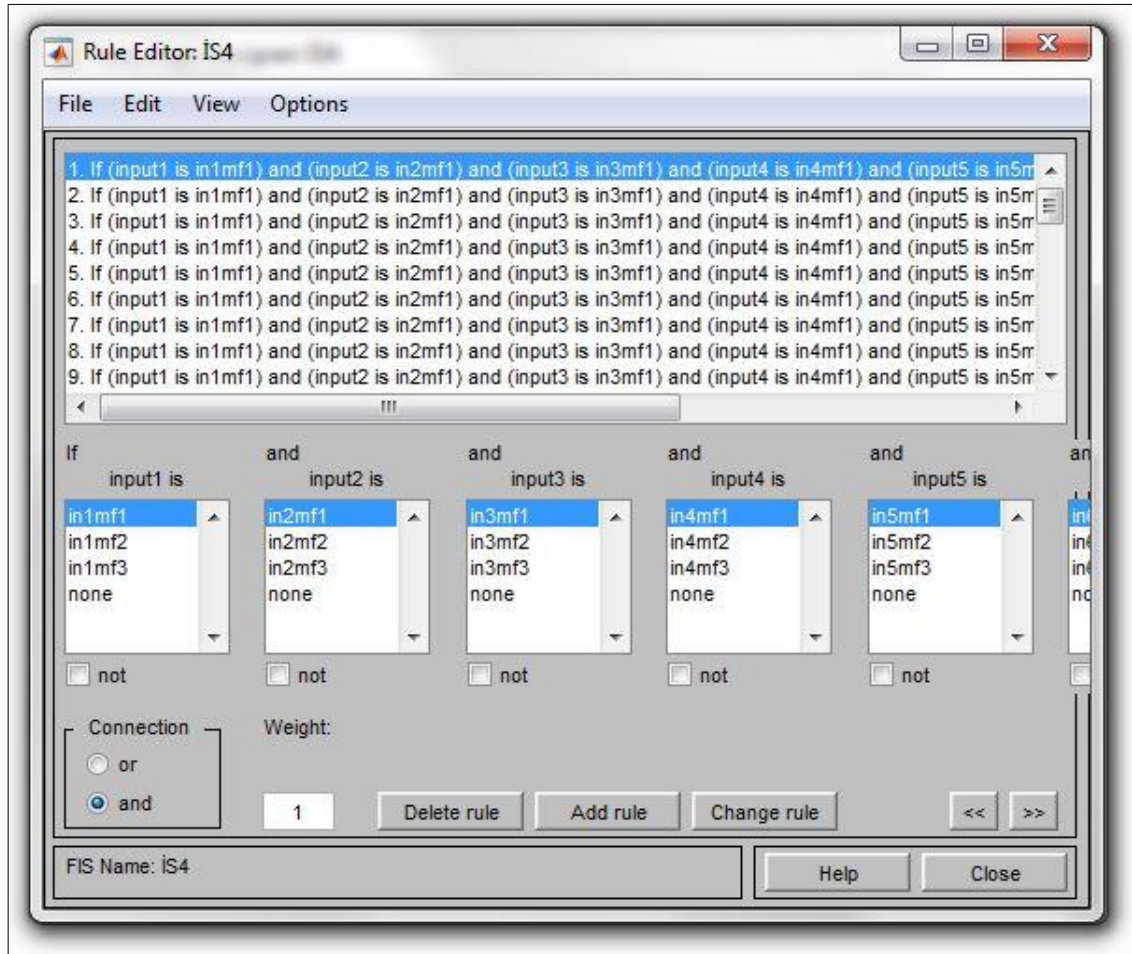 Rule Editor: İS4
File Edit View Options
1. If (input1 is in1mf1) and (input2 is in2mf1) and (input3 is in3mf1) and (input4 is in4mf1) and (input5 is in5m
2. If (input1 is in1mf1) and (input2 is in2mf1) and (input3 is in3mf1) and (input4 is in4mf1) and (input5 is in5m
3. If (input1 is in1mf1) and (input2 is in2mf1) and (input3 is in3mf1) and (input4 is in4mf1) and (input5 is in5m
4. If (input1 is in1mf1) and (input2 is in2mf1) and (input3 is in3mf1) and (input4 is in4mf1) and (input5 is in5m
5. If (input1 is in1mf1) and (input2 is in2mf1) and (input3 is in3mf1) and (input4 is in4mf1) and (input5 is in5m
6. If (input1 is in1mf1) and (input2 is in2mf1) and (input3 is in3mf1) and (input4 is in4mf1) and (input5 is in5m
7. If (input1 is in1mf1) and (input2 is in2mf1) and (input3 is in3mf1) and (input4 is in4mf1) and (input5 is in5m
8. If (input1 is in1mf1) and (input2 is in2mf1) and (input3 is in3mf1) and (input4 is in4mf1) and (input5 is in5m
9. If (input1 is in1mf1) and (input2 is in2mf1) and (input3 is in3mf1) and (input4 is in4mf1) and (input5 is in5m
If and and and and an
input1 is input2 is input3 is input4 is input5 is
in1mf1 in2mf1 in3mf1 in4mf1 in5mf1
in1mf2 in2mf2 in3mf2 in4mf2 in5mf2
in1mf3 in2mf3 in3mf3 in4mf3 in5mf3
none none none none none
not not not not not
Connection Weight:
or
and 1 Delete rule Add rule Change rule << >>
FIS Name: İS4 Help Close